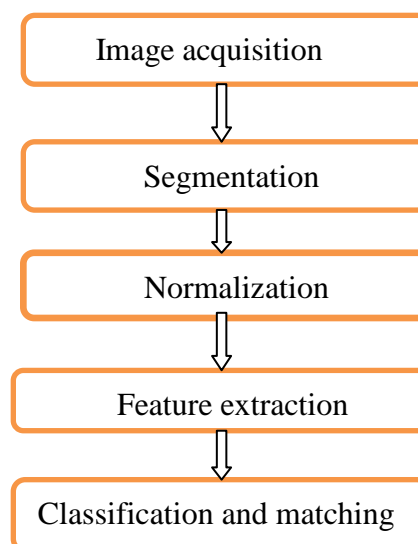 Image acquisition
Segmentation
Normalization
Feature extraction
Classification and matching